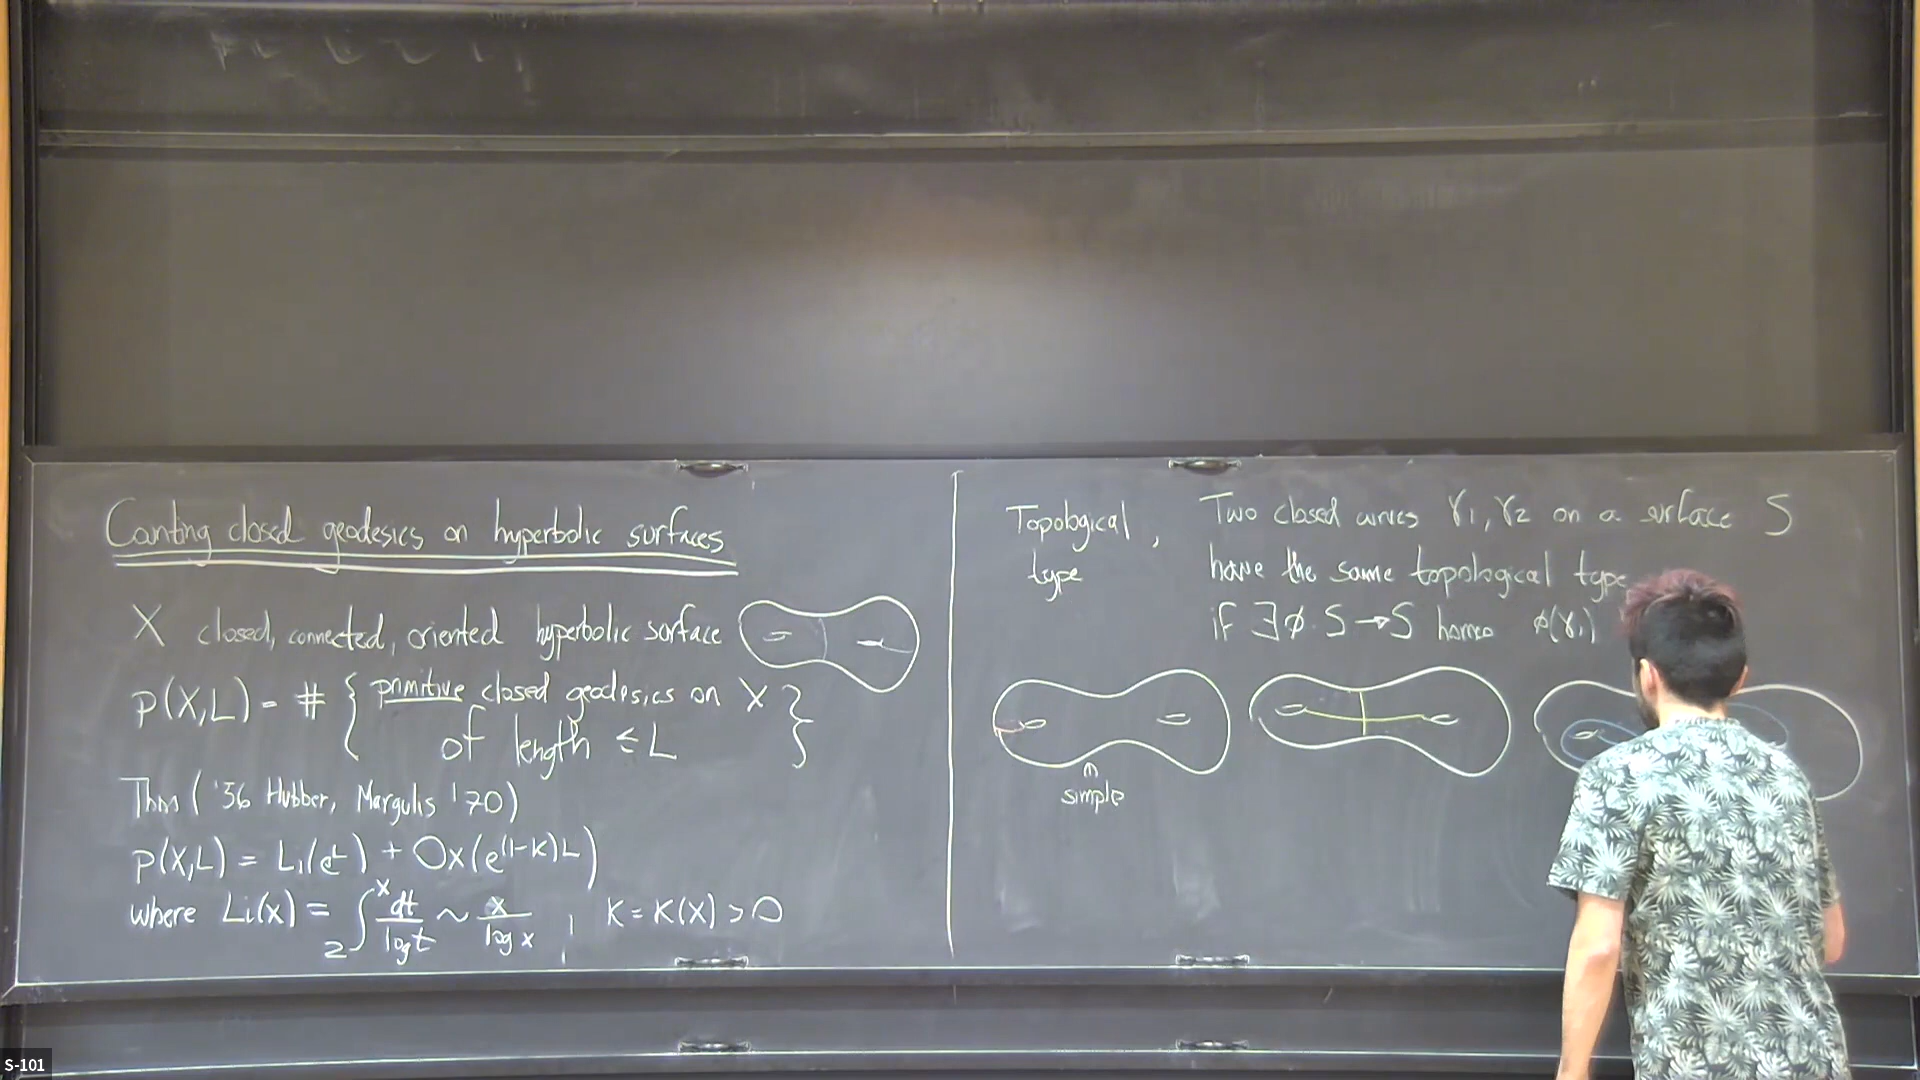 Counting closed geodesics on hyperbolic surfaces
X closed, connected, oriented hyperbolic surface
p(X,L) = # { primitive closed geodesics on X
of length ≤ L }
Thm ('56 Hubber, Margulis '70)
p(X,L) = Li(e^L) + O_X(e^{(1-K)L})
where Li(x) = ∫_2^x dt/log t ~ x/log x , K = K(X) > 0
Topological type, Two closed curves γ1, γ2 on a surface S
have the same topological type
if ∃ φ: S → S homeo φ(γ1)
simple
S-101